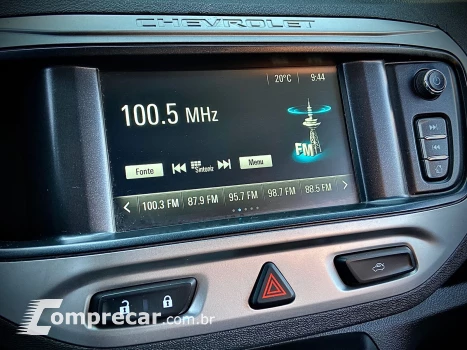 CHEVROLET
20°C 9:44
100.5 MHz
FM
Fonte Sintoniz Menu
100.3 FM 87.9 FM 95.7 FM 98.7 FM 88.5 FM
Comprecar.com.br